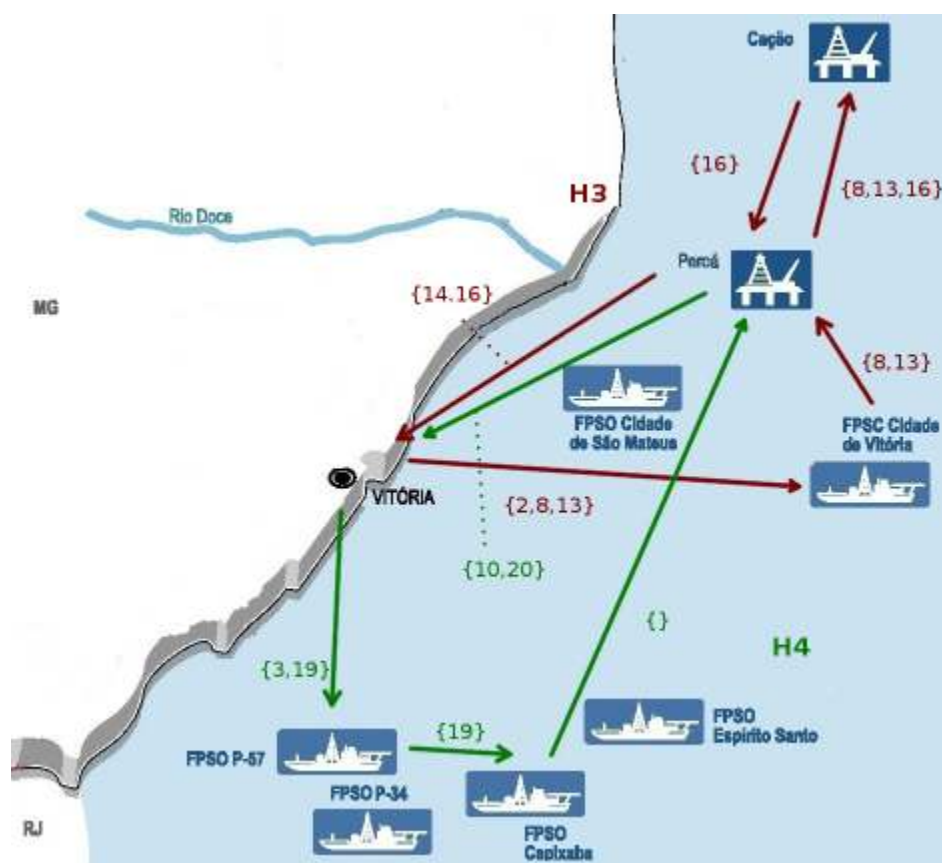 Cação
{16}
H3
{8,13,16}
Rio Doce
Peroá
{14,16}
MG
{8,13}
FPSO Cidade
de São Mateus
FPSC Cidade
de Vitória
VITÓRIA
{2,8,13}
{10,20}
{}
H4
{3,19}
{19}
FPSO
Espírito Santo
FPSO P-57
FPSO P-34
RJ
FPSO
Capixaba